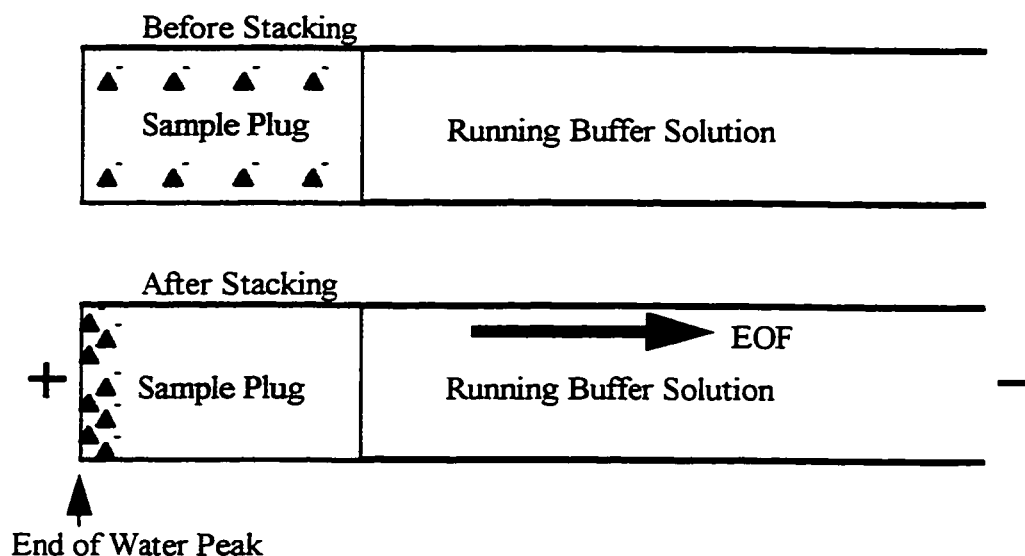 Before Stacking
- - - -
Sample Plug
Running Buffer Solution
- - - -
After Stacking
EOF
+
Sample Plug
Running Buffer Solution
-
End of Water Peak